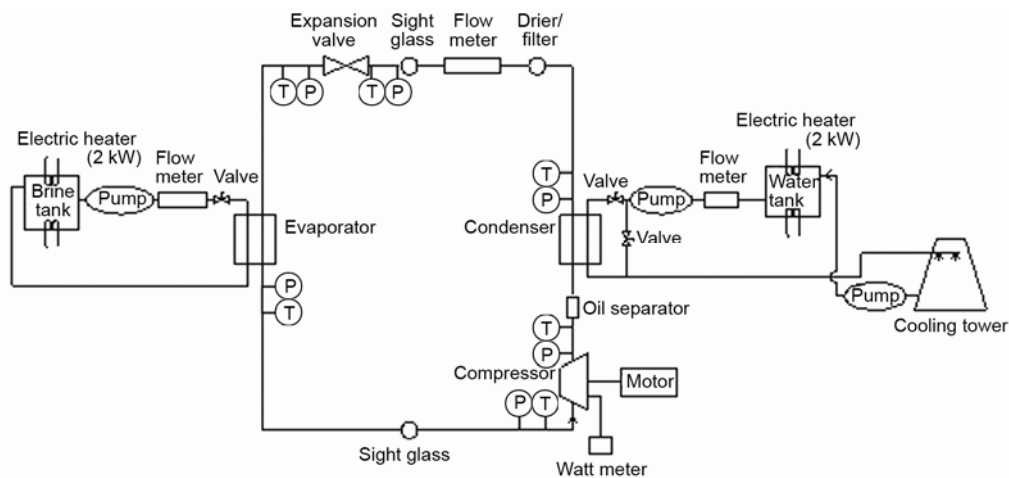 Expansion
valve
Sight
glass
Flow
meter
Drier/
filter
T
P
T
P
Electric heater
(2 kW)
Flow
meter
Valve
Brine
tank
Pump
Evaporator
P
T
T
P
Condenser
Valve
Valve
Pump
Flow
meter
Electric heater
(2 kW)
Water
tank
Pump
Cooling tower
Oil separator
T
P
Compressor
Motor
P
T
Sight glass
Watt meter